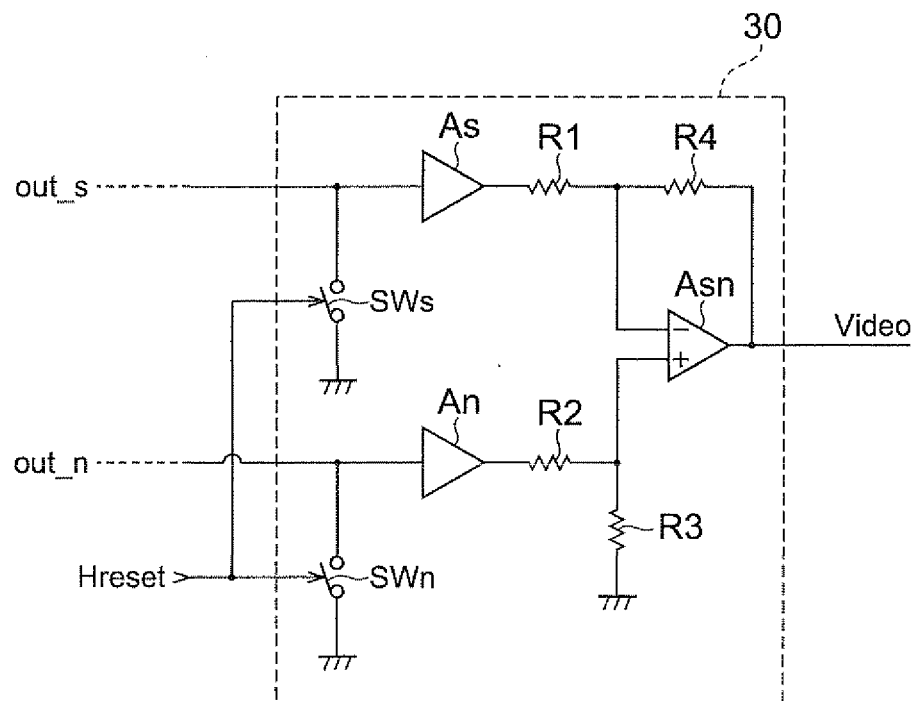 30
As
R1
R4
out_s
SWs
Asn
−
+
Video
An
R2
out_n
R3
Hreset
SWn